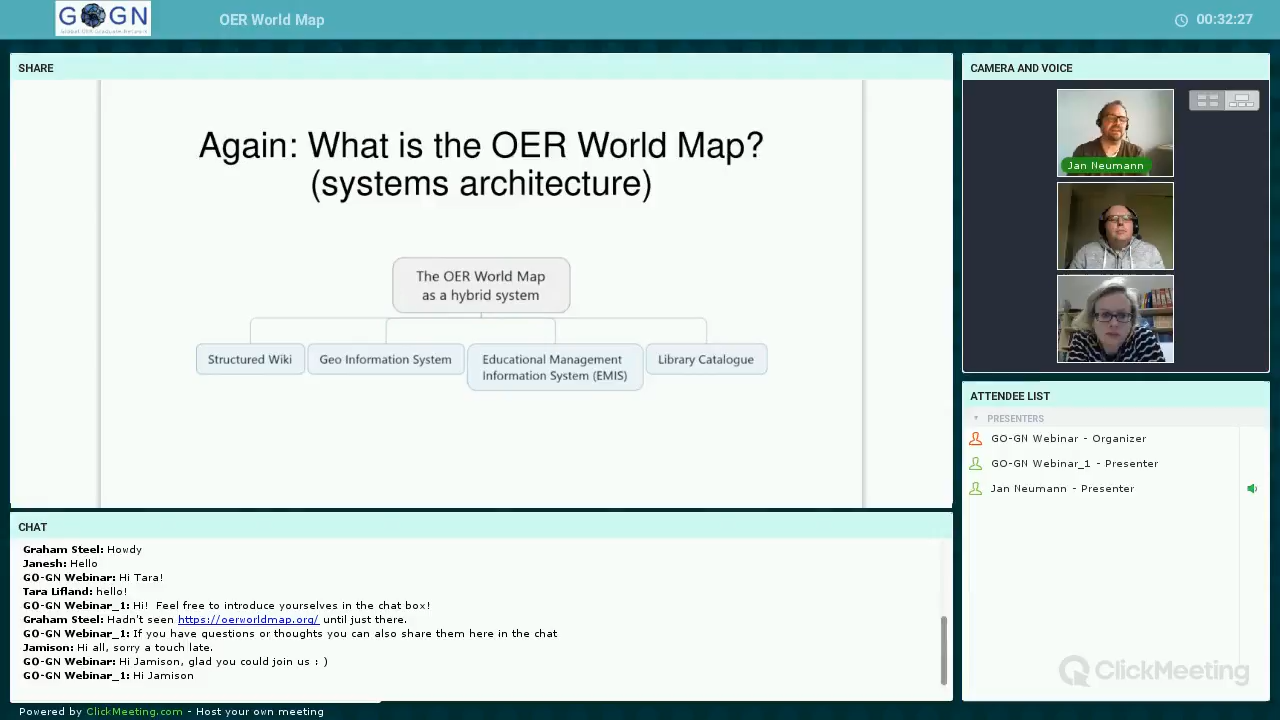 GOGN
Global OER Graduate Network
OER World Map
00:32:27
SHARE
Again: What is the OER World Map?
(systems architecture)
The OER World Map
as a hybrid system
Structured Wiki
Geo Information System
Educational Management
Information System (EMIS)
Library Catalogue
CAMERA AND VOICE
Jan Neumann
ATTENDEE LIST
PRESENTERS
GO-GN Webinar - Organizer
GO-GN Webinar_1 - Presenter
Jan Neumann - Presenter
CHAT
Graham Steel: Howdy
Janesh: Hello
GO-GN Webinar: Hi Tara!
Tara Lifland: hello!
GO-GN Webinar_1: Hi!  Feel free to introduce yourselves in the chat box!
Graham Steel: Hadn't seen https://oerworldmap.org/ until just there.
GO-GN Webinar_1: If you have questions or thoughts you can also share them here in the chat
Jamison: Hi all, sorry a touch late.
GO-GN Webinar: Hi Jamison, glad you could join us : )
GO-GN Webinar_1: Hi Jamison
ClickMeeting
Powered by ClickMeeting.com - Host your own meeting